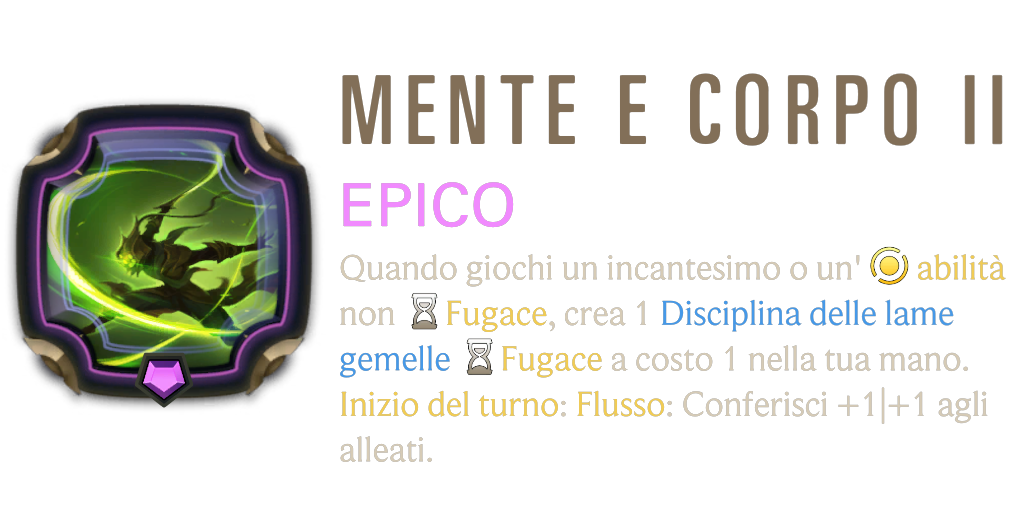 MENTE E CORPO II
EPICO
Quando giochi un incantesimo o un' abilità
non Fugace, crea 1 Disciplina delle lame
gemelle Fugace a costo 1 nella tua mano.
Inizio del turno: Flusso: Conferisci +1|+1 agli
alleati.